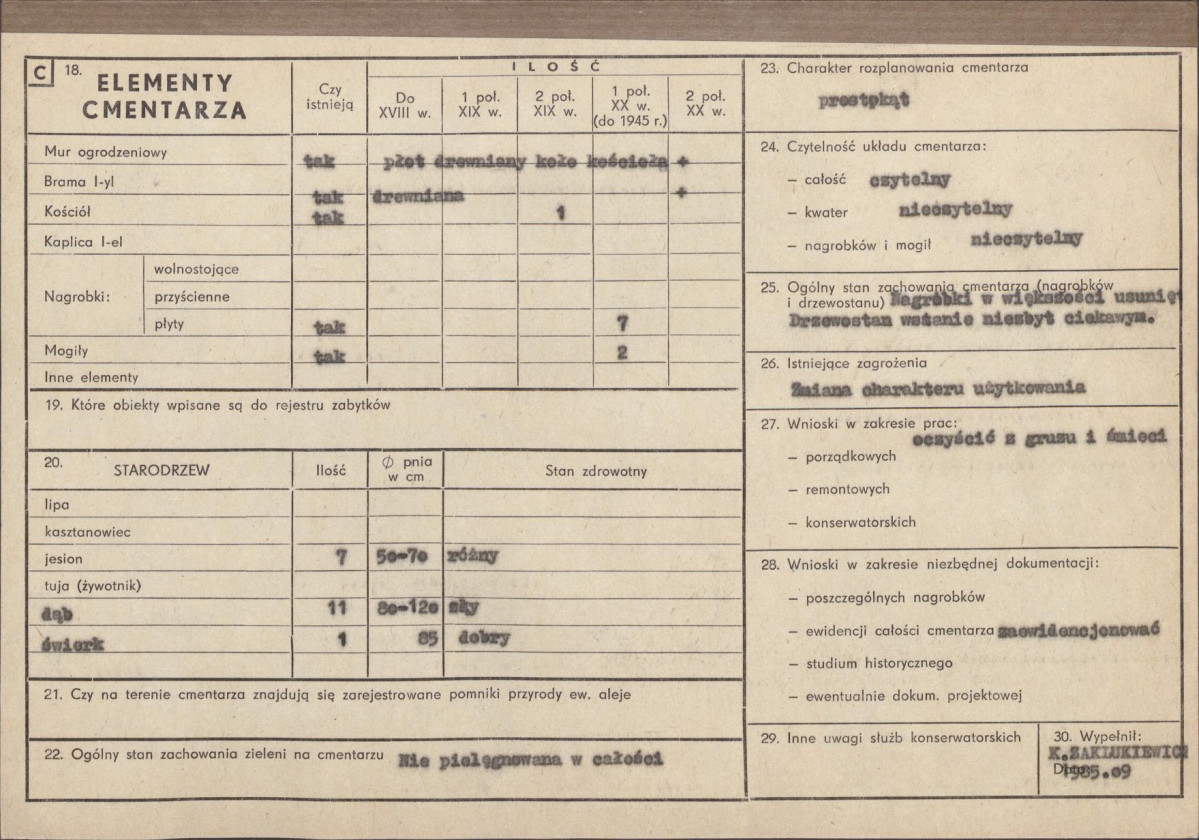 C 18. ELEMENTY CMENTARZA
Czy istnieją
ILOŚĆ
Do XVIII w.
1 poł. XIX w.
2 poł. XIX w.
1 poł. XX w. (do 1945 r.)
2 poł. XX w.
Mur ogrodzeniowy tak płot drewniany koło kościoła +
Brama I-yl tak drewniana +
Kościół tak 1
Kaplica I-el
Nagrobki:
wolnostojące
przyścienne
płyty tak 7
Mogiły tak 2
Inne elementy
19. Które obiekty wpisane są do rejestru zabytków
20. STARODRZEW Ilość Ø pnia w cm Stan zdrowotny
lipa
kasztanowiec
jesion 7 50-70 różny
tuja (żywotnik)
dąb 11 80-120 zły
świerk 1 85 dobry
21. Czy na terenie cmentarza znajdują się zarejestrowane pomniki przyrody ew. aleje
22. Ogólny stan zachowania zieleni na cmentarzu Nie pielęgnowana w całości
23. Charakter rozplanowania cmentarza
prostpkąt
24. Czytelność układu cmentarza:
— całość czytelny
— kwater nieczytelny
— nagrobków i mogił nieczytelny
25. Ogólny stan zachowania cmentarza (nagrobków
i drzewostanu) Nagrobki w większości usunięt
Drzewostan wstanie niezbyt ciekawym.
26. Istniejące zagrożenia
Zmiana charakteru użytkowania
27. Wnioski w zakresie prac:
oczyścić z gruzu i śmieci
— porządkowych
— remontowych
— konserwatorskich
28. Wnioski w zakresie niezbędnej dokumentacji:
— poszczególnych nagrobków
— ewidencji całości cmentarza zaewidencjonować
— studium historycznego
— ewentualnie dokum. projektowej
29. Inne uwagi służb konserwatorskich
30. Wypełnił:
K.ZAKIUKIEWICZ
1985.09